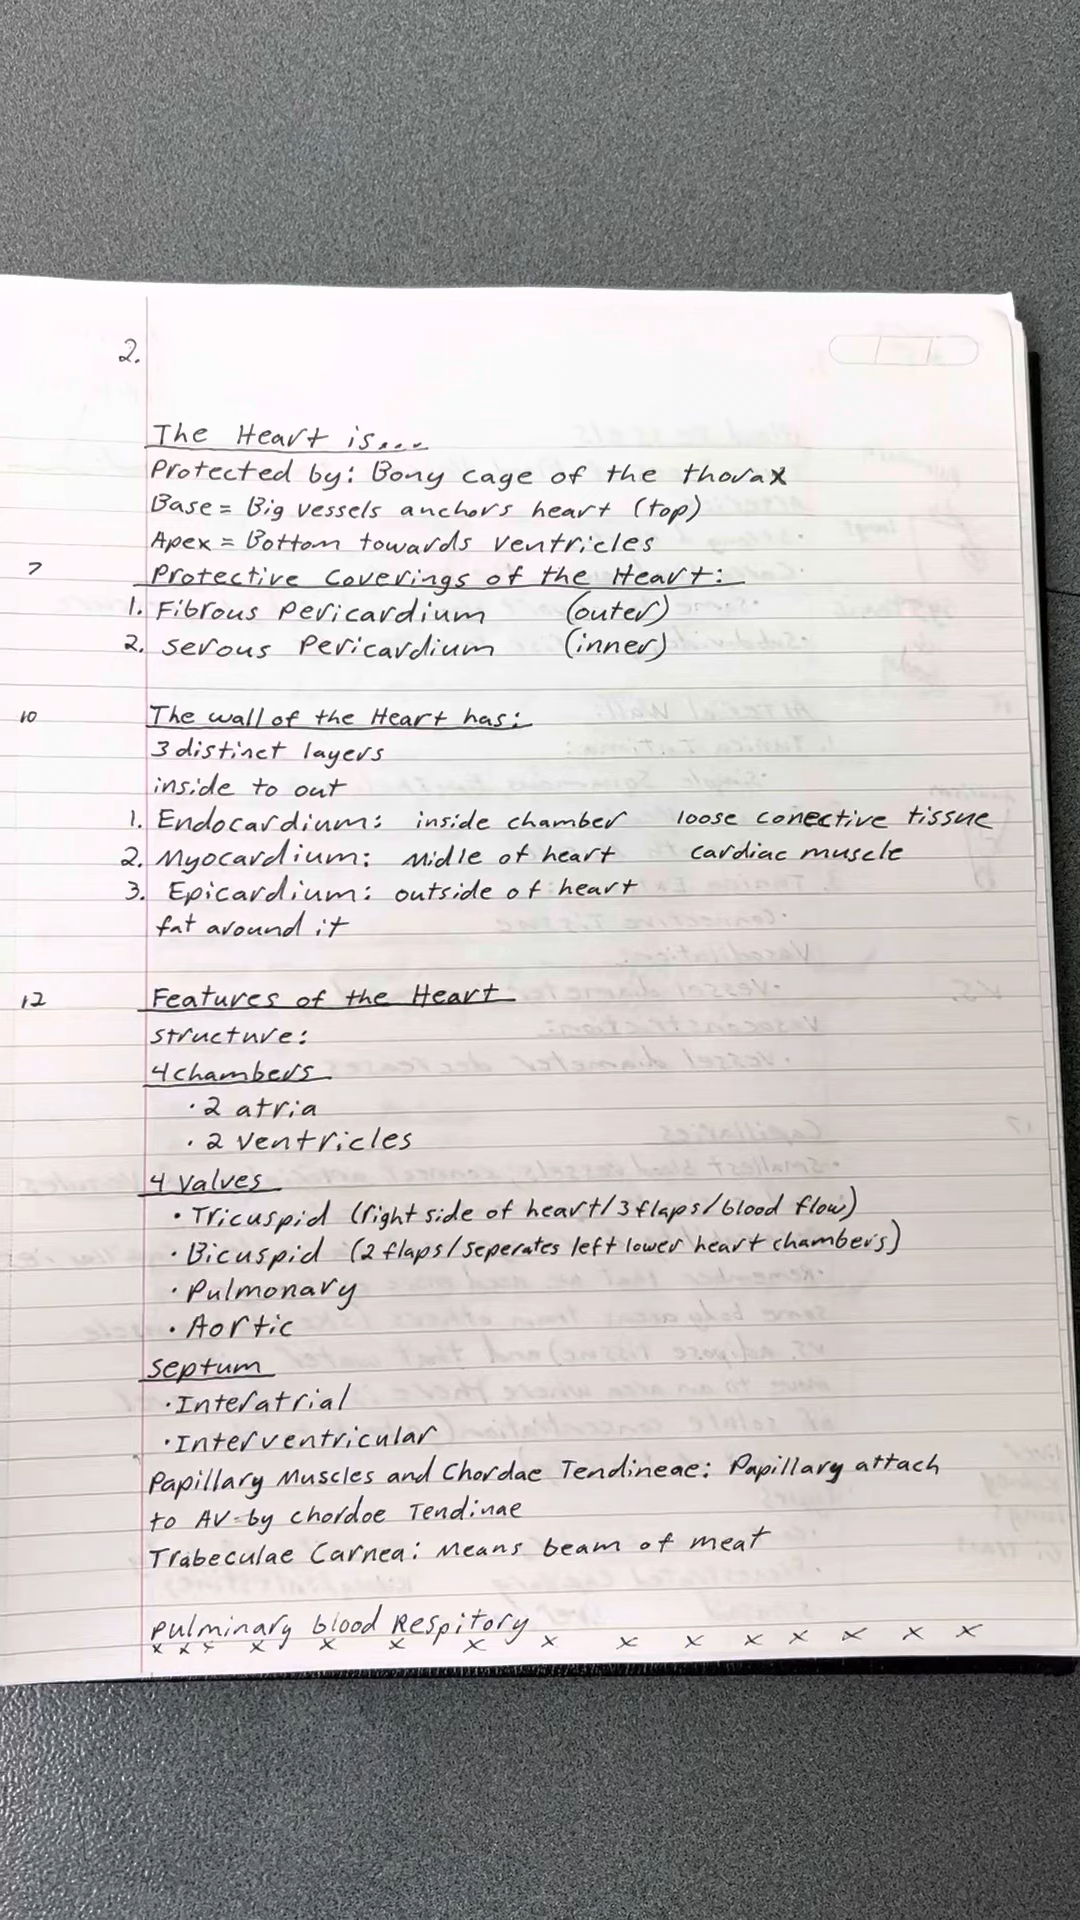 2.
The Heart is...
Protected by: Bony cage of the thorax
Base = Big vessels anchors heart (top)
Apex = Bottom towards ventricles
7 Protective Coverings of the Heart:
1. Fibrous Pericardium (outer)
2. Serous Pericardium (inner)
10 The wall of the Heart has:
3 distinct layers
inside to out
1. Endocardium: inside chamber loose conective tissue
2. Myocardium: Midle of heart cardiac muscle
3. Epicardium: outside of heart
fat around it
12 Features of the Heart
structure:
4 chambers
• 2 atria
• 2 ventricles
4 valves
• Tricuspid (right side of heart/3 flaps/blood flow)
• Bicuspid (2 flaps/seperates left lower heart chambers)
• Pulmonary
• Aortic
Septum
• Interatrial
• Interventricular
Papillary Muscles and Chordae Tendineae: Papillary attach
to AV-by chordoe Tendinae
Trabeculae Carnea: Means beam of meat
pulminary blood Respitory
x x x x x x x x x x x x x x x